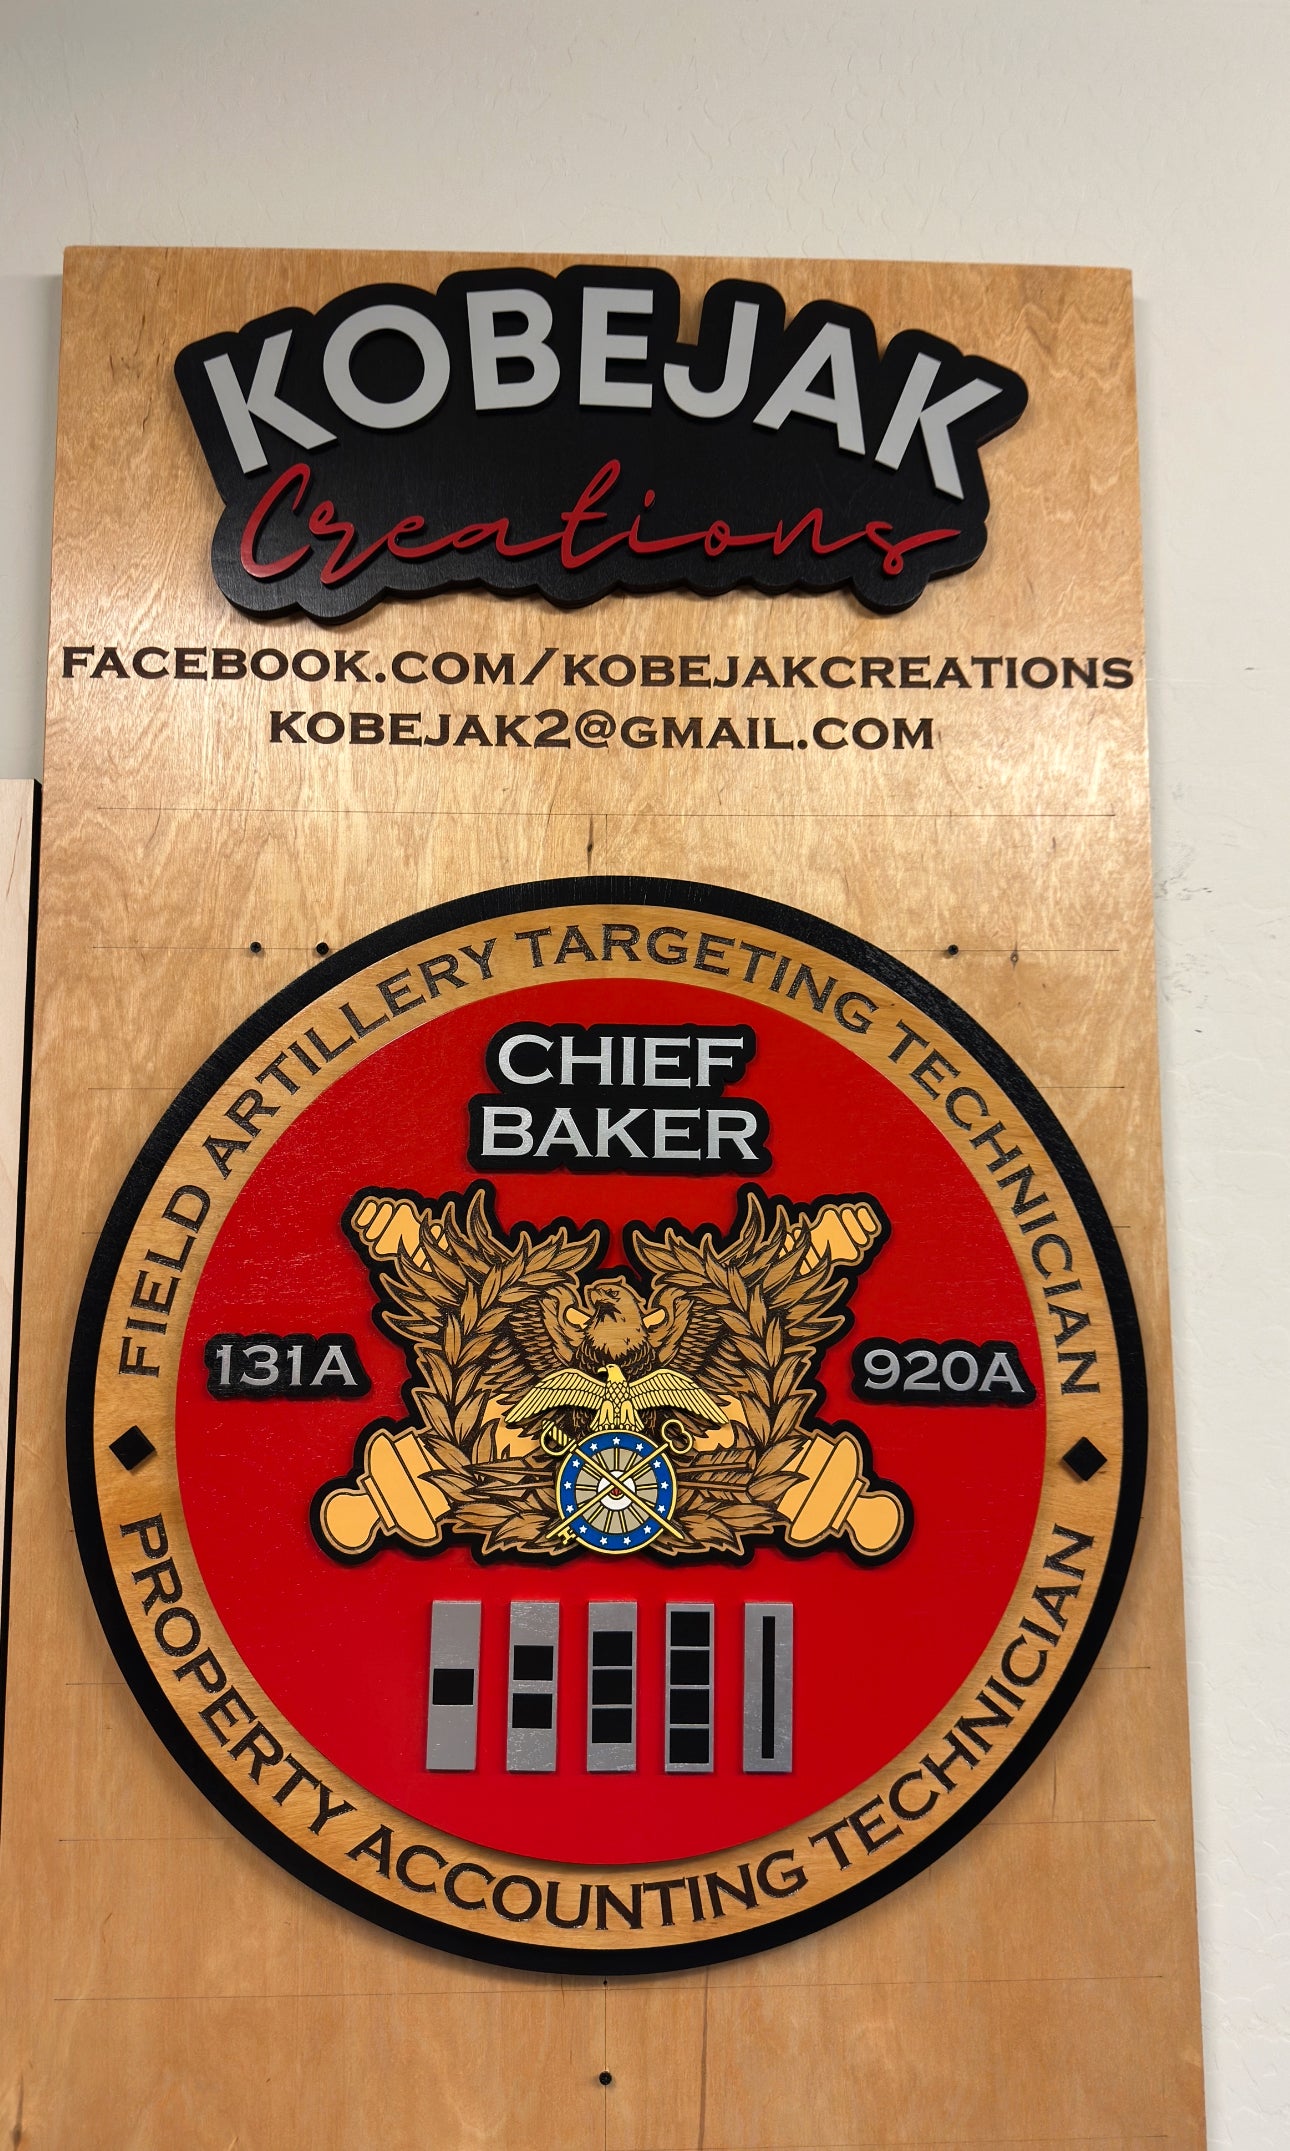 KOBEJAK
Creations
FACEBOOK.COM/KOBEJAKCREATIONS
KOBEJAK2@GMAIL.COM
FIELD ARTILLERY TARGETING TECHNICIAN
CHIEF
BAKER
131A
920A
PROPERTY ACCOUNTING TECHNICIAN